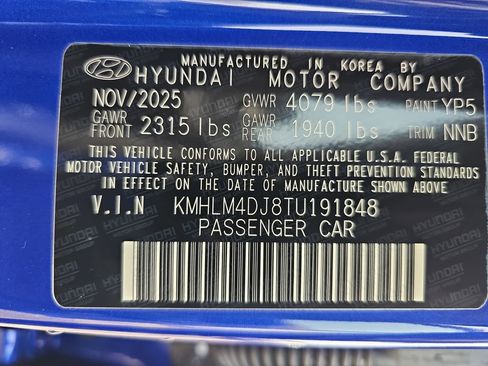 MANUFACTURED IN KOREA BY
HYUNDAI MOTOR COMPANY
NOV/2025 GVWR 4079 lbs PAINT YP5
GAWR FRONT 2315 lbs GAWR REAR 1940 lbs TRIM NNB
THIS VEHICLE CONFORMS TO ALL APPLICABLE U.S.A. FEDERAL
MOTOR VEHICLE SAFETY, BUMPER, AND THEFT PREVENTION STANDARDS
IN EFFECT ON THE DATE OF MANUFACTURE SHOWN ABOVE
V.I.N KMHLM4DJ8TU191848
PASSENGER CAR